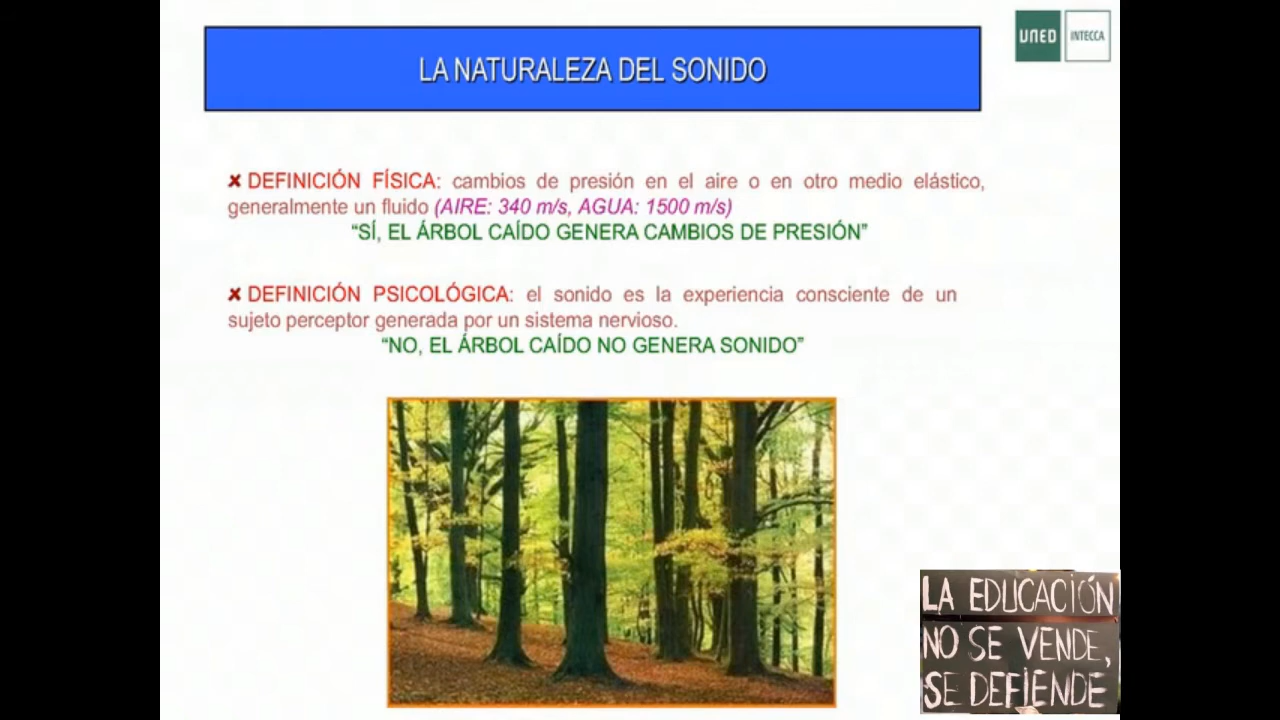 LA NATURALEZA DEL SONIDO
UNED
INTECCA
✘ DEFINICIÓN FÍSICA: cambios de presión en el aire o en otro medio elástico,
generalmente un fluido (AIRE: 340 m/s, AGUA: 1500 m/s)
“SÍ, EL ÁRBOL CAÍDO GENERA CAMBIOS DE PRESIÓN”
✘ DEFINICIÓN PSICOLÓGICA: el sonido es la experiencia consciente de un
sujeto perceptor generada por un sistema nervioso.
“NO, EL ÁRBOL CAÍDO NO GENERA SONIDO”
LA EDUCACIÓN
NO SE VENDE,
SE DEFIENDE